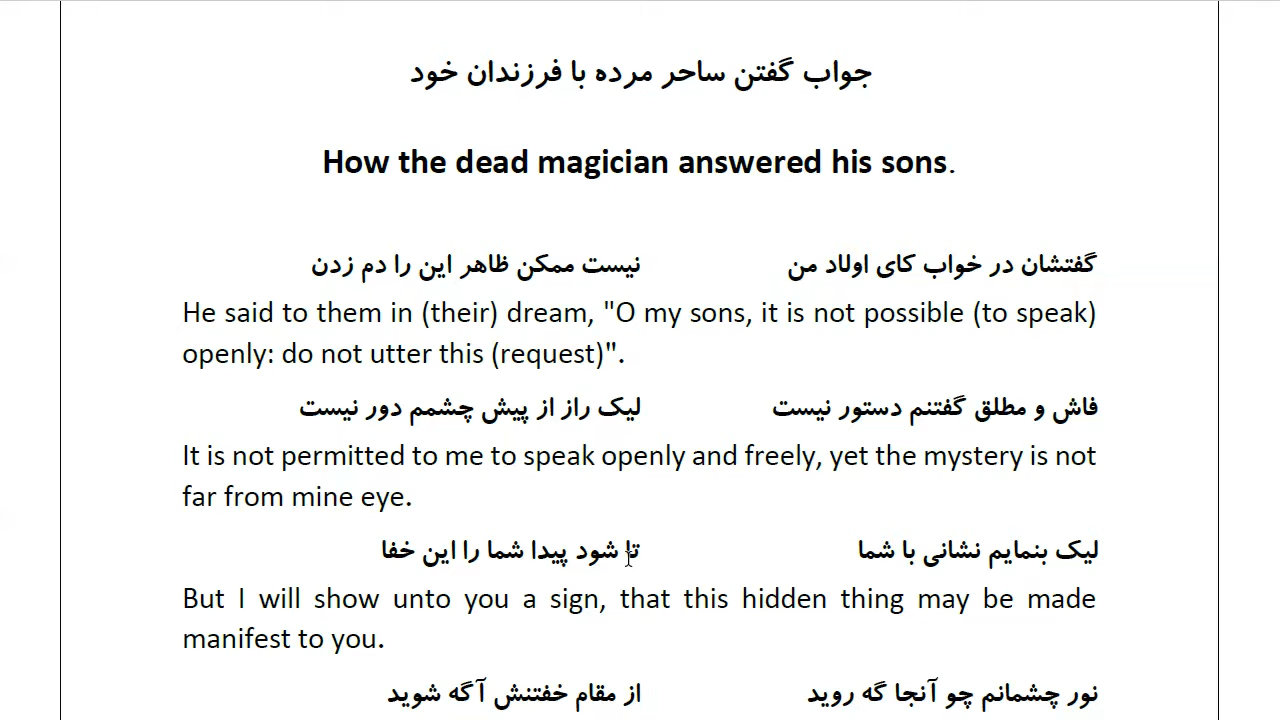 جواب گفتن ساحر مرده با فرزندان خود
How the dead magician answered his sons.
گفتشان در خواب کای اولاد من نیست ممکن ظاهر این را دم زدن
He said to them in (their) dream, "O my sons, it is not possible (to speak)
openly: do not utter this (request)".
فاش و مطلق گفتنم دستور نیست لیک راز از پیش چشمم دور نیست
It is not permitted to me to speak openly and freely, yet the mystery is not
far from mine eye.
لیک بنمایم نشانی با شما تا شود پیدا شما را این خفا
But I will show unto you a sign, that this hidden thing may be made
manifest to you.
نور چشمانم چو آنجا گه روید از مقام خفتنش آگه شوید